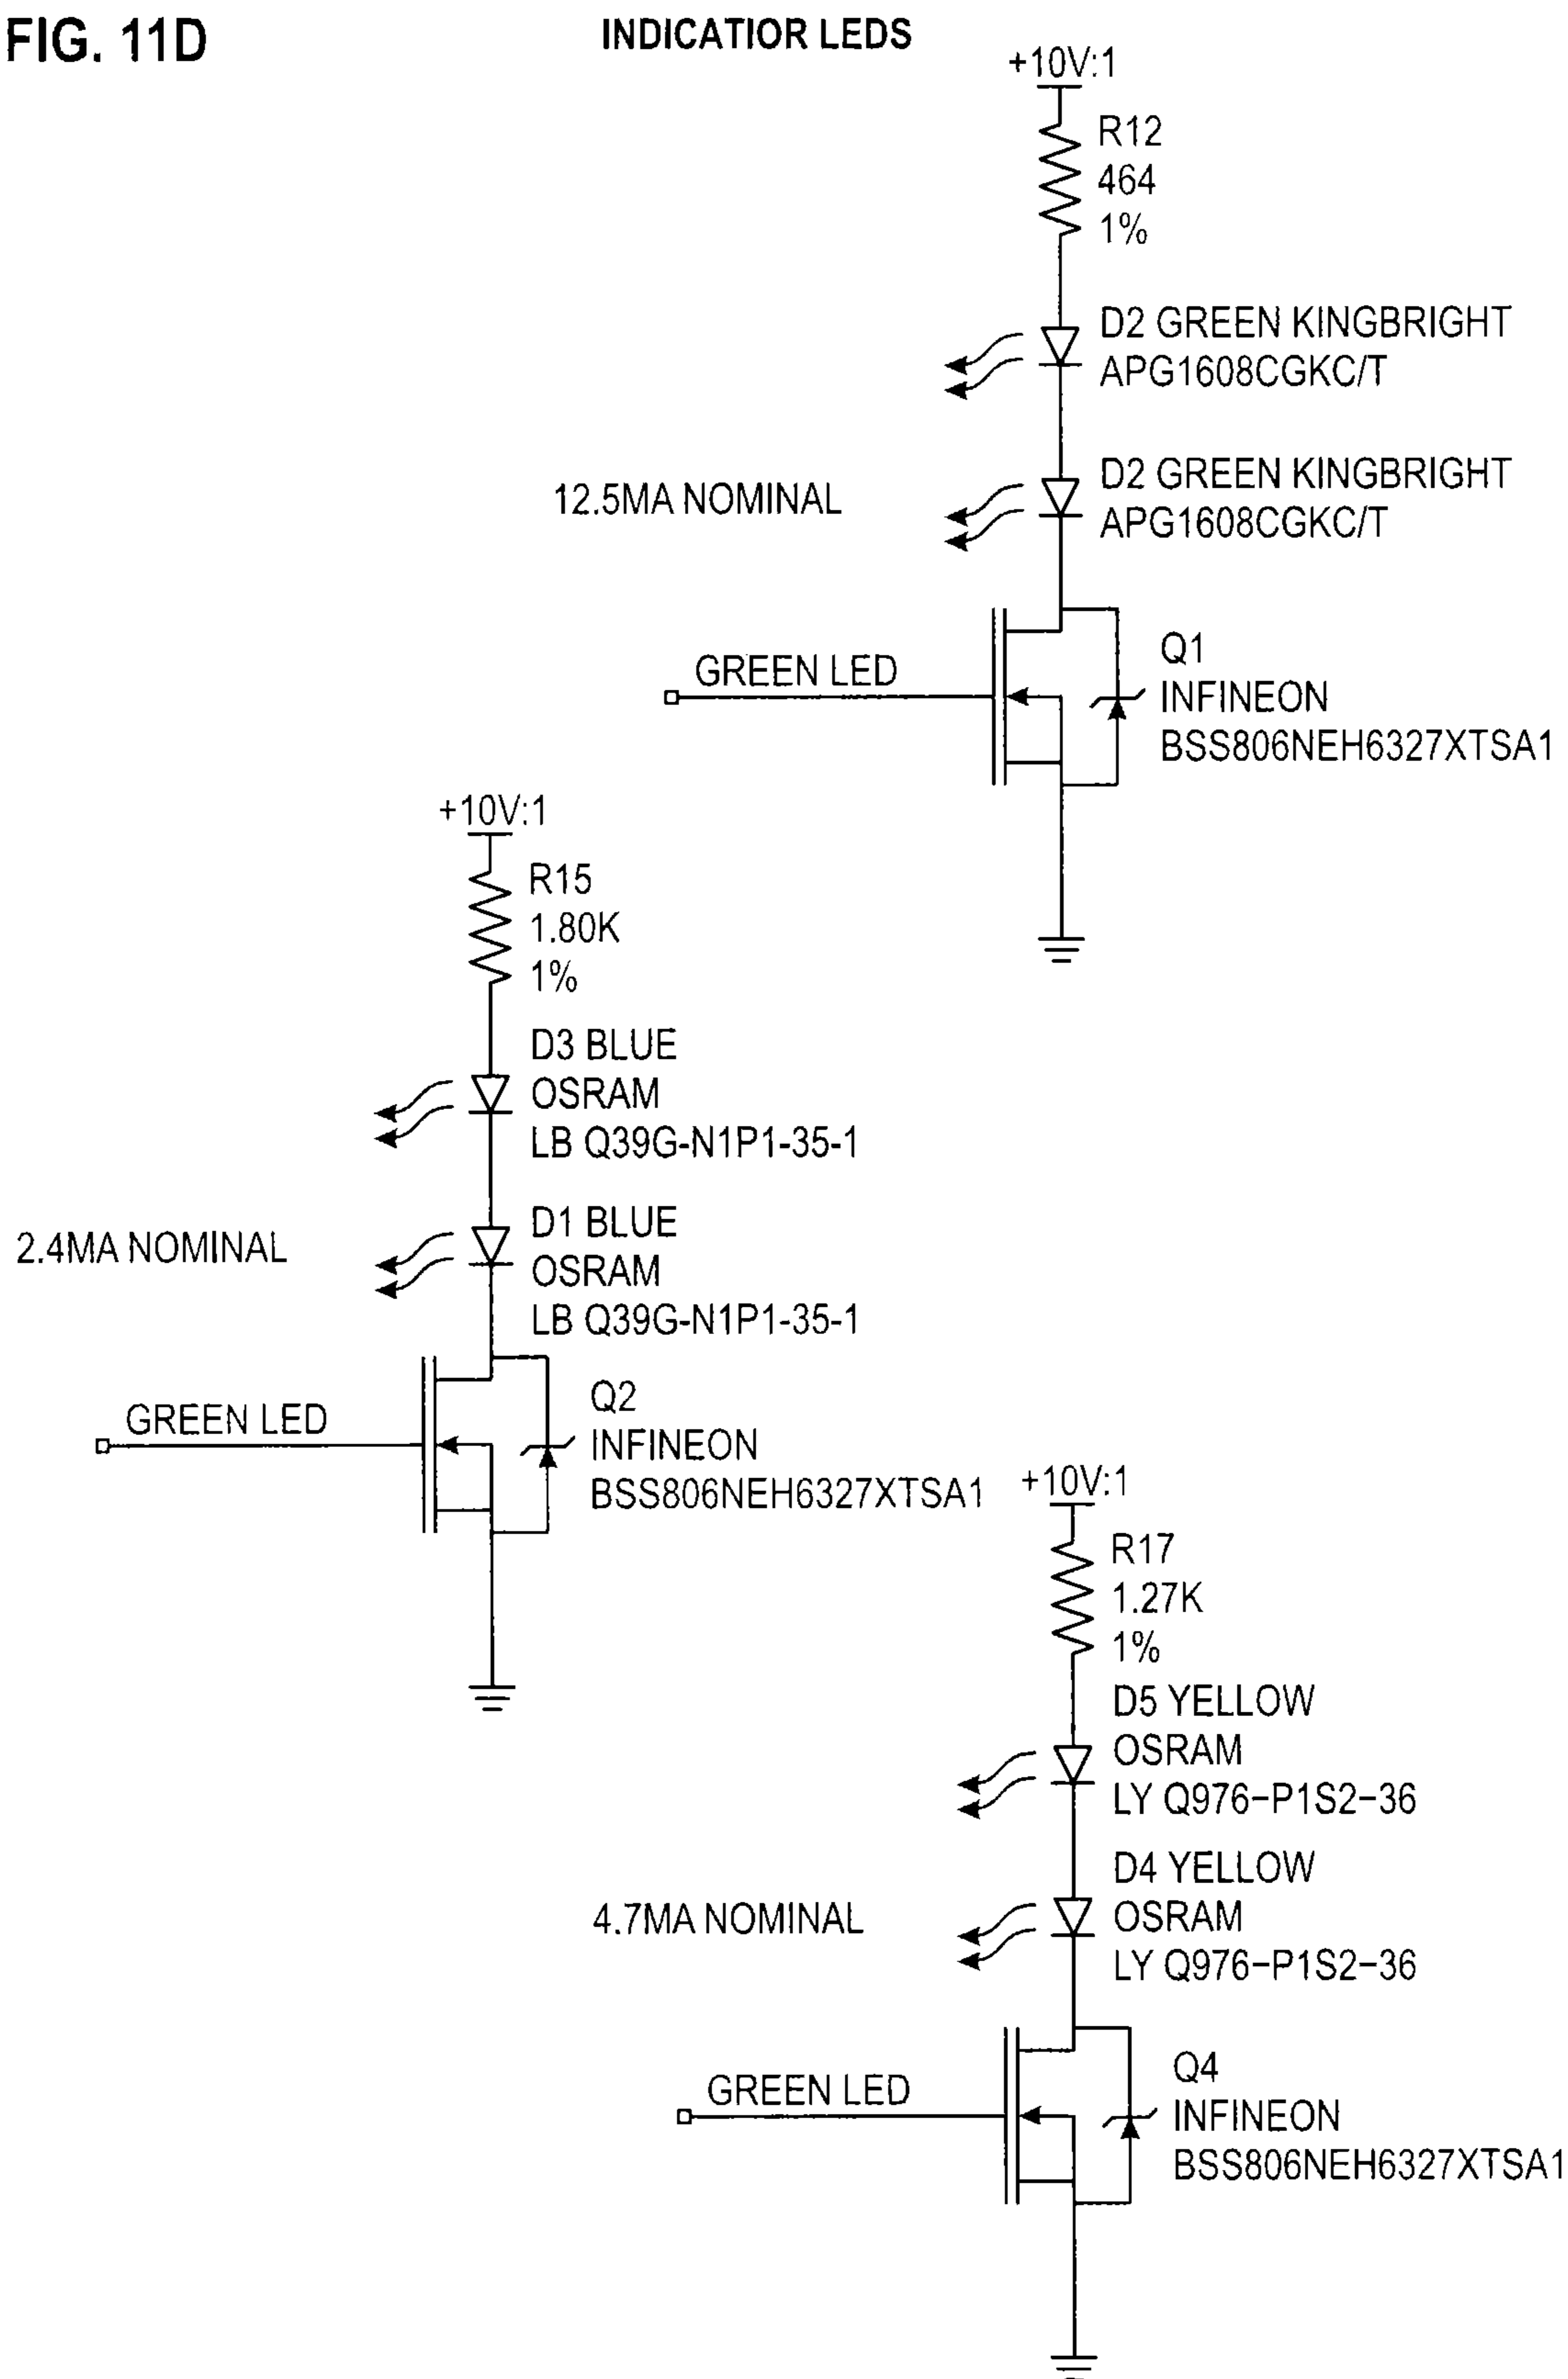 FIG. 11D
INDICATIOR LEDS
+10V:1
R12
464
1%
D2 GREEN KINGBRIGHT
APG1608CGKC/T
D2 GREEN KINGBRIGHT
APG1608CGKC/T
12.5MA NOMINAL
GREEN LED
Q1
INFINEON
BSS806NEH6327XTSA1
+10V:1
R15
1.80K
1%
D3 BLUE
OSRAM
LB Q39G-N1P1-35-1
D1 BLUE
OSRAM
LB Q39G-N1P1-35-1
2.4MA NOMINAL
GREEN LED
Q2
INFINEON
BSS806NEH6327XTSA1
+10V:1
R17
1.27K
1%
D5 YELLOW
OSRAM
LY Q976-P1S2-36
D4 YELLOW
OSRAM
LY Q976-P1S2-36
4.7MA NOMINAL
GREEN LED
Q4
INFINEON
BSS806NEH6327XTSA1